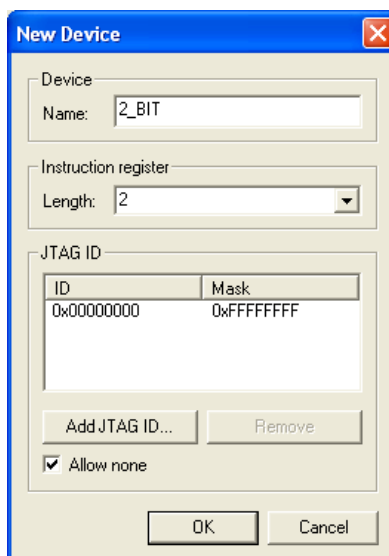 New Device
Device
Name: 2_BIT
Instruction register
Length: 2
JTAG ID
ID Mask
0x00000000 0xFFFFFFFF
Add JTAG ID... Remove
Allow none
OK Cancel